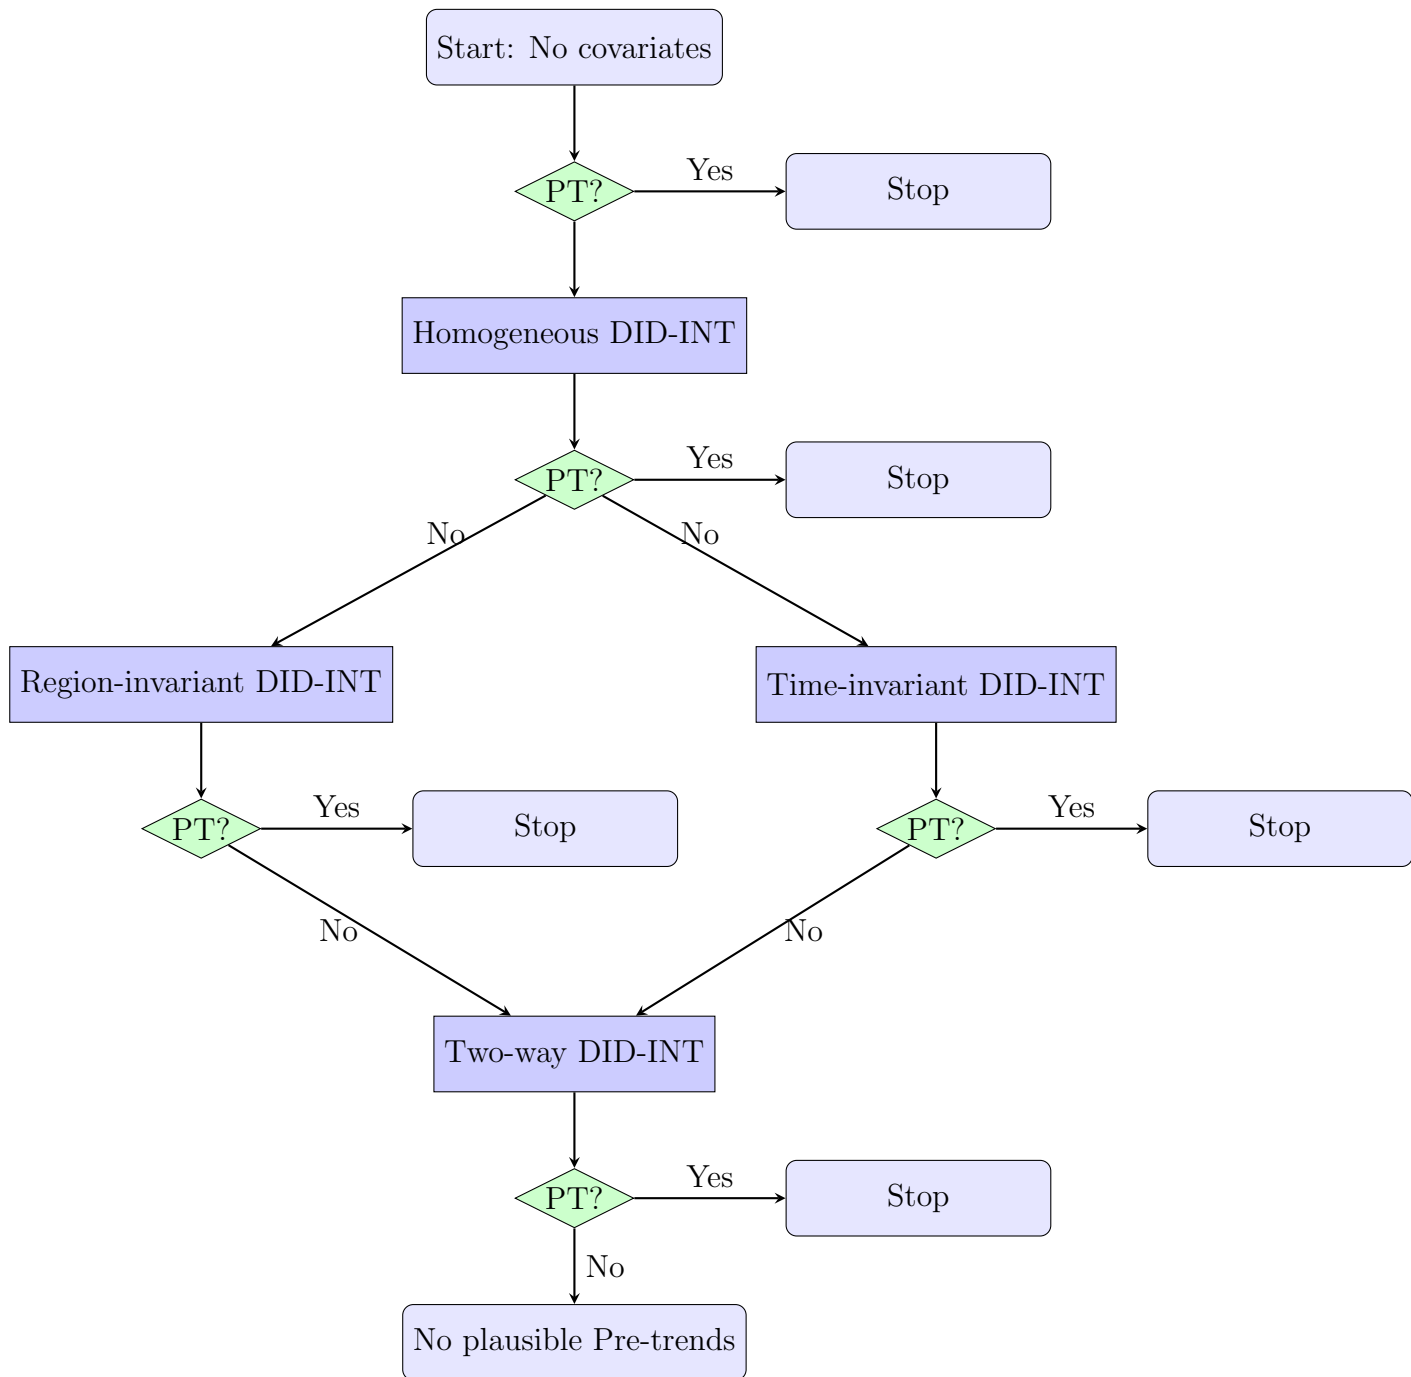 Start: No covariates
PT?
Yes
Stop
Homogeneous DID-INT
PT?
Yes
Stop
No
No
Region-invariant DID-INT
Time-invariant DID-INT
PT?
Yes
Stop
PT?
Yes
Stop
No
No
Two-way DID-INT
PT?
Yes
Stop
No
No plausible Pre-trends